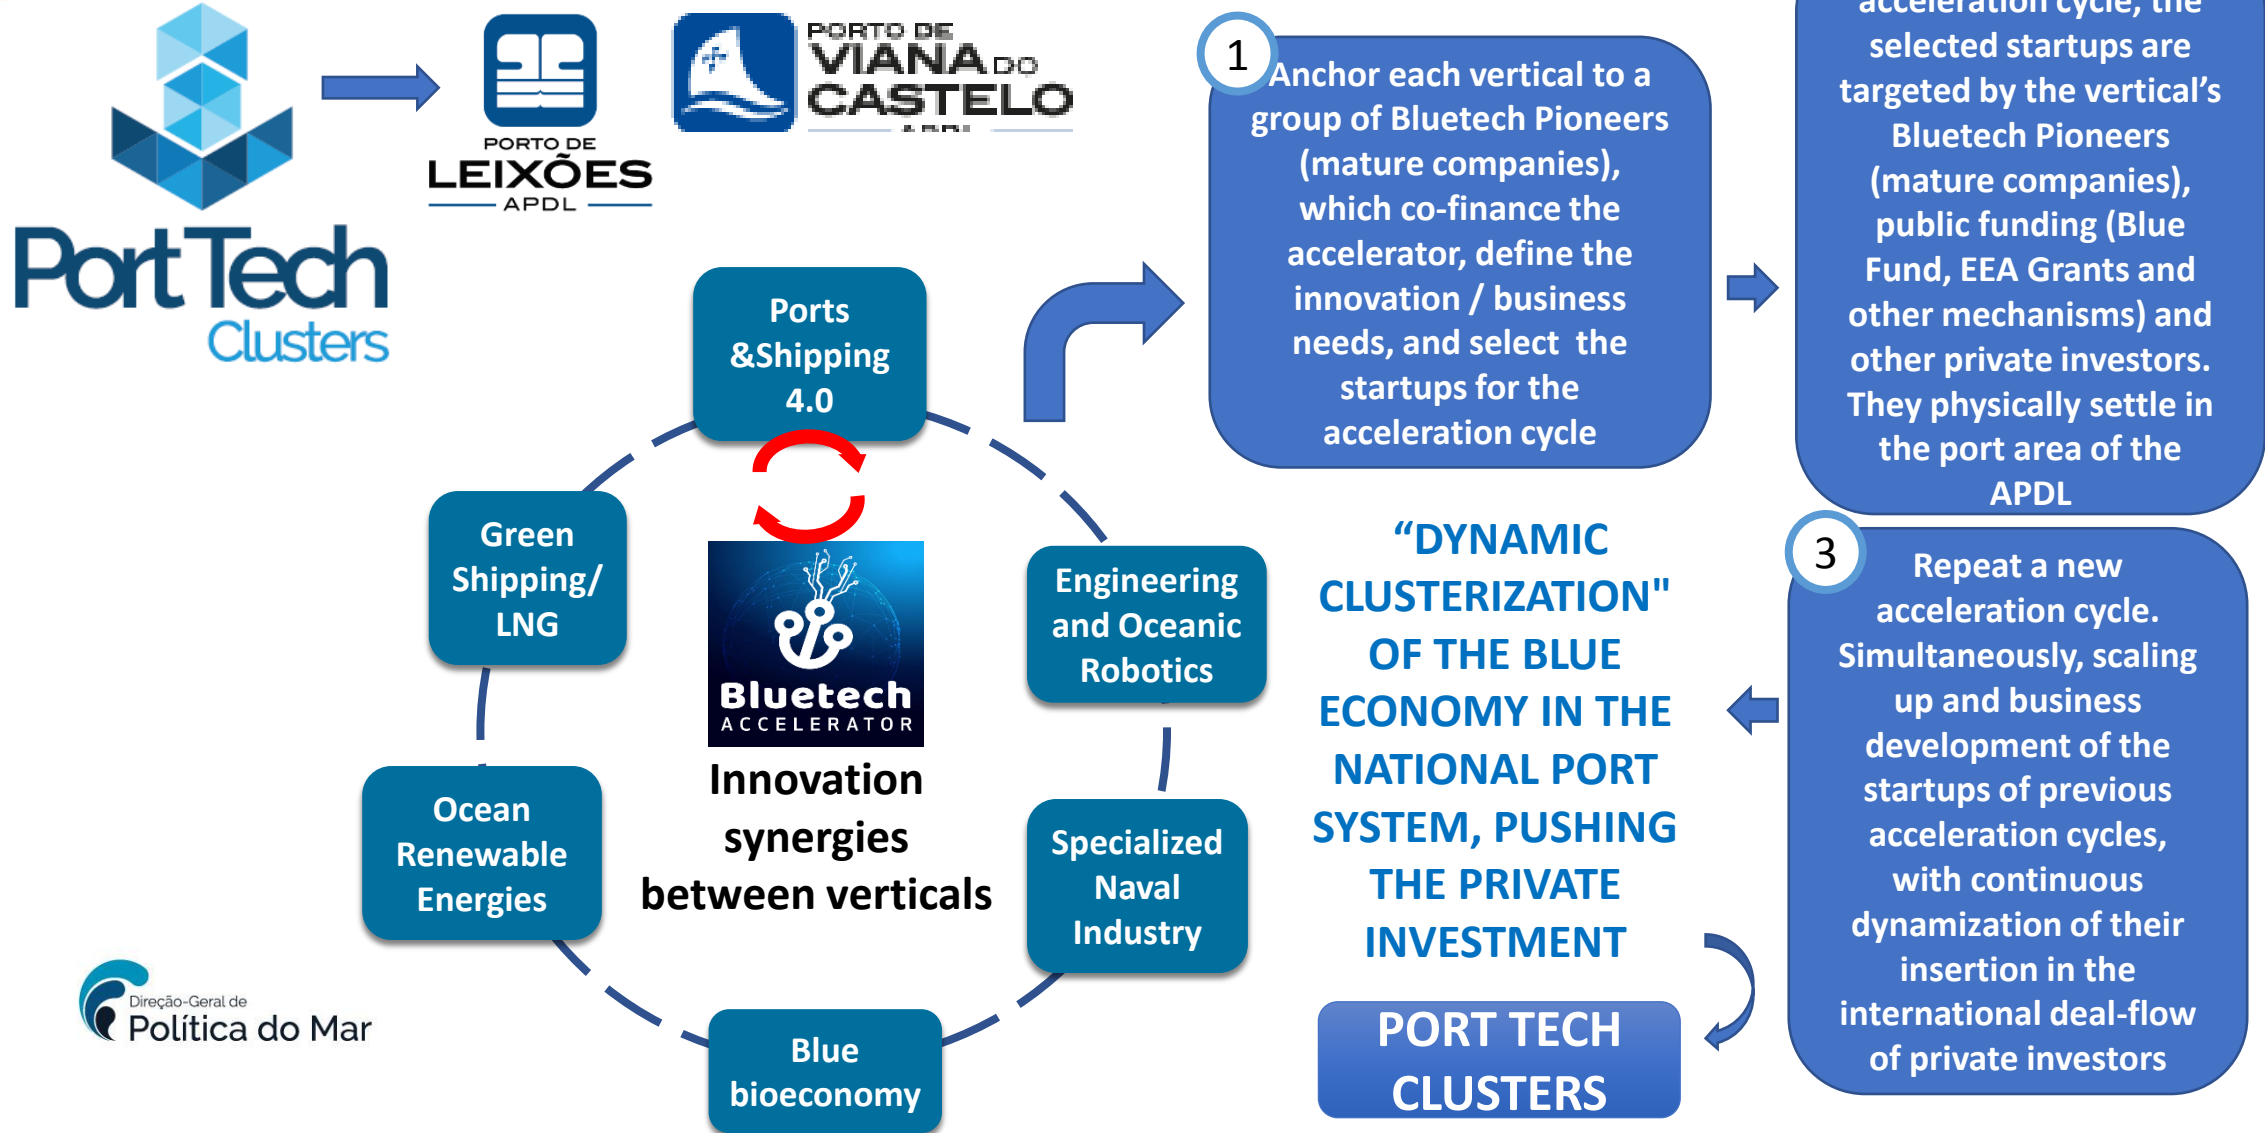 Port Tech
Clusters
PORTO DE
LEIXÕES
APDL
PORTO DE
VIANA DO
CASTELO
APDL
Ports
&Shipping
4.0
Green
Shipping/
LNG
Engineering
and Oceanic
Robotics
Bluetech
ACCELERATOR
Innovation
synergies
between verticals
Ocean
Renewable
Energies
Specialized
Naval
Industry
Blue
bioeconomy
Direção-Geral de
Política do Mar
1
Anchor each vertical to a
group of Bluetech Pioneers
(mature companies),
which co-finance the
accelerator, define the
innovation / business
needs, and select the
startups for the
acceleration cycle
acceleration cycle, the
selected startups are
targeted by the vertical’s
Bluetech Pioneers
(mature companies),
public funding (Blue
Fund, EEA Grants and
other mechanisms) and
other private investors.
They physically settle in
the port area of the
APDL
3
Repeat a new
acceleration cycle.
Simultaneously, scaling
up and business
development of the
startups of previous
acceleration cycles,
with continuous
dynamization of their
insertion in the
international deal-flow
of private investors
“DYNAMIC
CLUSTERIZATION"
OF THE BLUE
ECONOMY IN THE
NATIONAL PORT
SYSTEM, PUSHING
THE PRIVATE
INVESTMENT
PORT TECH
CLUSTERS